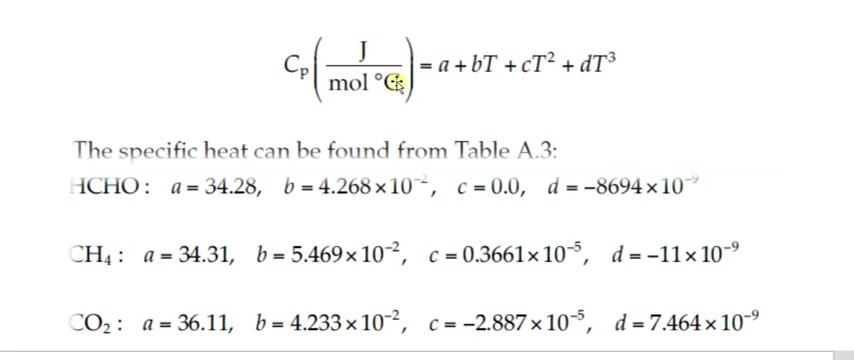 Cₚ(J/mol °C) = a + bT + cT² + dT³
The specific heat can be found from Table A.3:
HCHO: a = 34.28, b = 4.268 × 10⁻², c = 0.0, d = −8694 × 10⁻⁹
CH₄: a = 34.31, b = 5.469 × 10⁻², c = 0.3661 × 10⁻⁵, d = −11 × 10⁻⁹
CO₂: a = 36.11, b = 4.233 × 10⁻², c = −2.887 × 10⁻⁵, d = 7.464 × 10⁻⁹